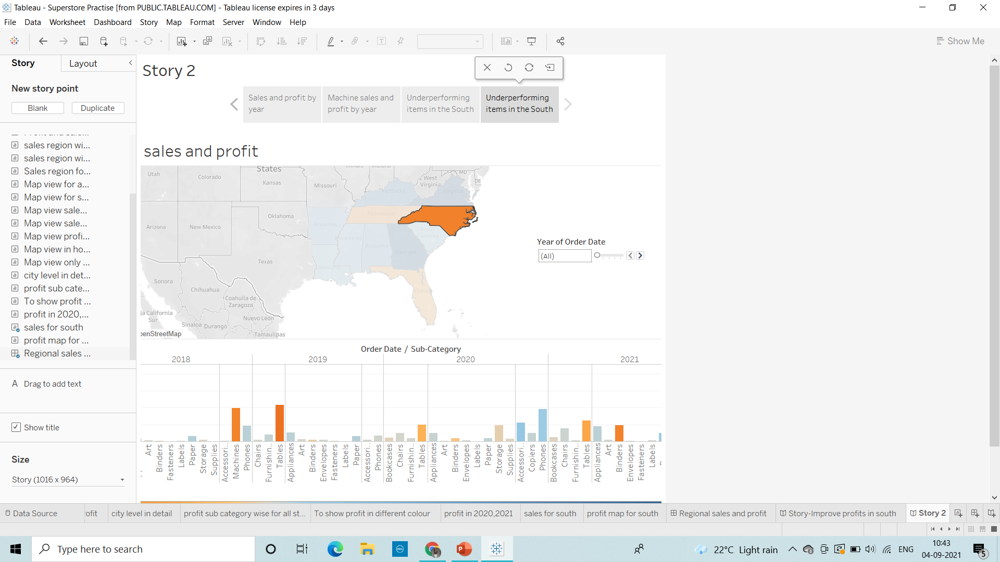 Tableau - Superstore Practise [from PUBLIC.TABLEAU.COM] - Tableau license expires in 3 days
File Data Worksheet Dashboard Story Map Format Server Window Help
Show Me
Story Layout
New story point
Blank Duplicate
sales region wi...
sales region wi...
Sales region fo...
Map view for a...
Map view for s...
Map view sale...
Map view sale...
Map view profi...
Map view in ho...
Map view only ...
city level in det...
profit sub cate...
To show profit ...
profit in 2020,...
sales for south
profit map for ...
Regional sales ...
A Drag to add text
Show title
Size
Story (1016 x 964)
Story 2
Sales and profit by
year
Machine sales and
profit by year
Underperforming
items in the South
Underperforming
items in the South
sales and profit
States
Utah
Colorado
Kansas
Missouri
Illinois
Indiana
West
Virginia
MD
DE
Kentucky
Virginia
Arizona
New Mexico
Oklahoma
Arkansas
Tennessee
South
Carolina
Mississippi
Alabama
Georgia
Texas
Louisiana
Florida
Sonora
Chihuahua
Coahuila de
Zaragoza
ja California
Sur
Sinaloa
Durango
Nuevo León
Tamaulipas
penStreetMap
Year of Order Date
(All)
Order Date / Sub-Category
2018 2019 2020 2021
Art
Binders
Fasteners
Labels
Paper
Storage
Supplies
Accessori..
Machines
Phones
Chairs
Furnishin..
Tables
Appliances
Art
Binders
Envelopes
Fasteners
Labels
Paper
Accessori..
Phones
Bookcases
Chairs
Furnishin..
Tables
Appliances
Art
Binders
Envelopes
Labels
Paper
Storage
Supplies
Accessori..
Copiers
Phones
Bookcases
Chairs
Furnishin..
Tables
Appliances
Art
Binders
Envelopes
Fasteners
Labels
Data Source ofit city level in detail profit sub category wise for all st... To show profit in different colour profit in 2020,2021 sales for south profit map for south Regional sales and profit Story-Improve profits in south Story 2
Type here to search
DELL
P
22°C Light rain
ENG
10:43
04-09-2021
5